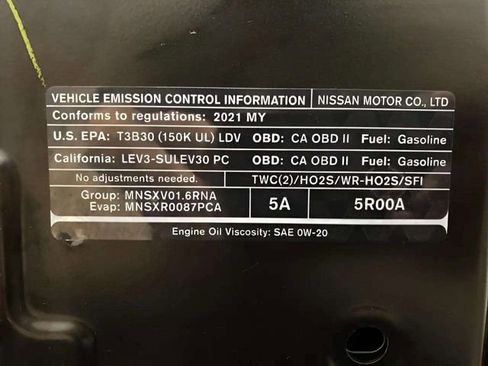 VEHICLE EMISSION CONTROL INFORMATION NISSAN MOTOR CO., LTD
Conforms to regulations: 2021 MY
U.S. EPA: T3B30 (150K UL) LDV OBD: CA OBD II Fuel: Gasoline
California: LEV3-SULEV30 PC OBD: CA OBD II Fuel: Gasoline
No adjustments needed. TWC(2)/HO2S/WR-HO2S/SFI
Group: MNSXV01.6RNA
Evap: MNSXR0087PCA 5A 5R00A
Engine Oil Viscosity: SAE 0W-20